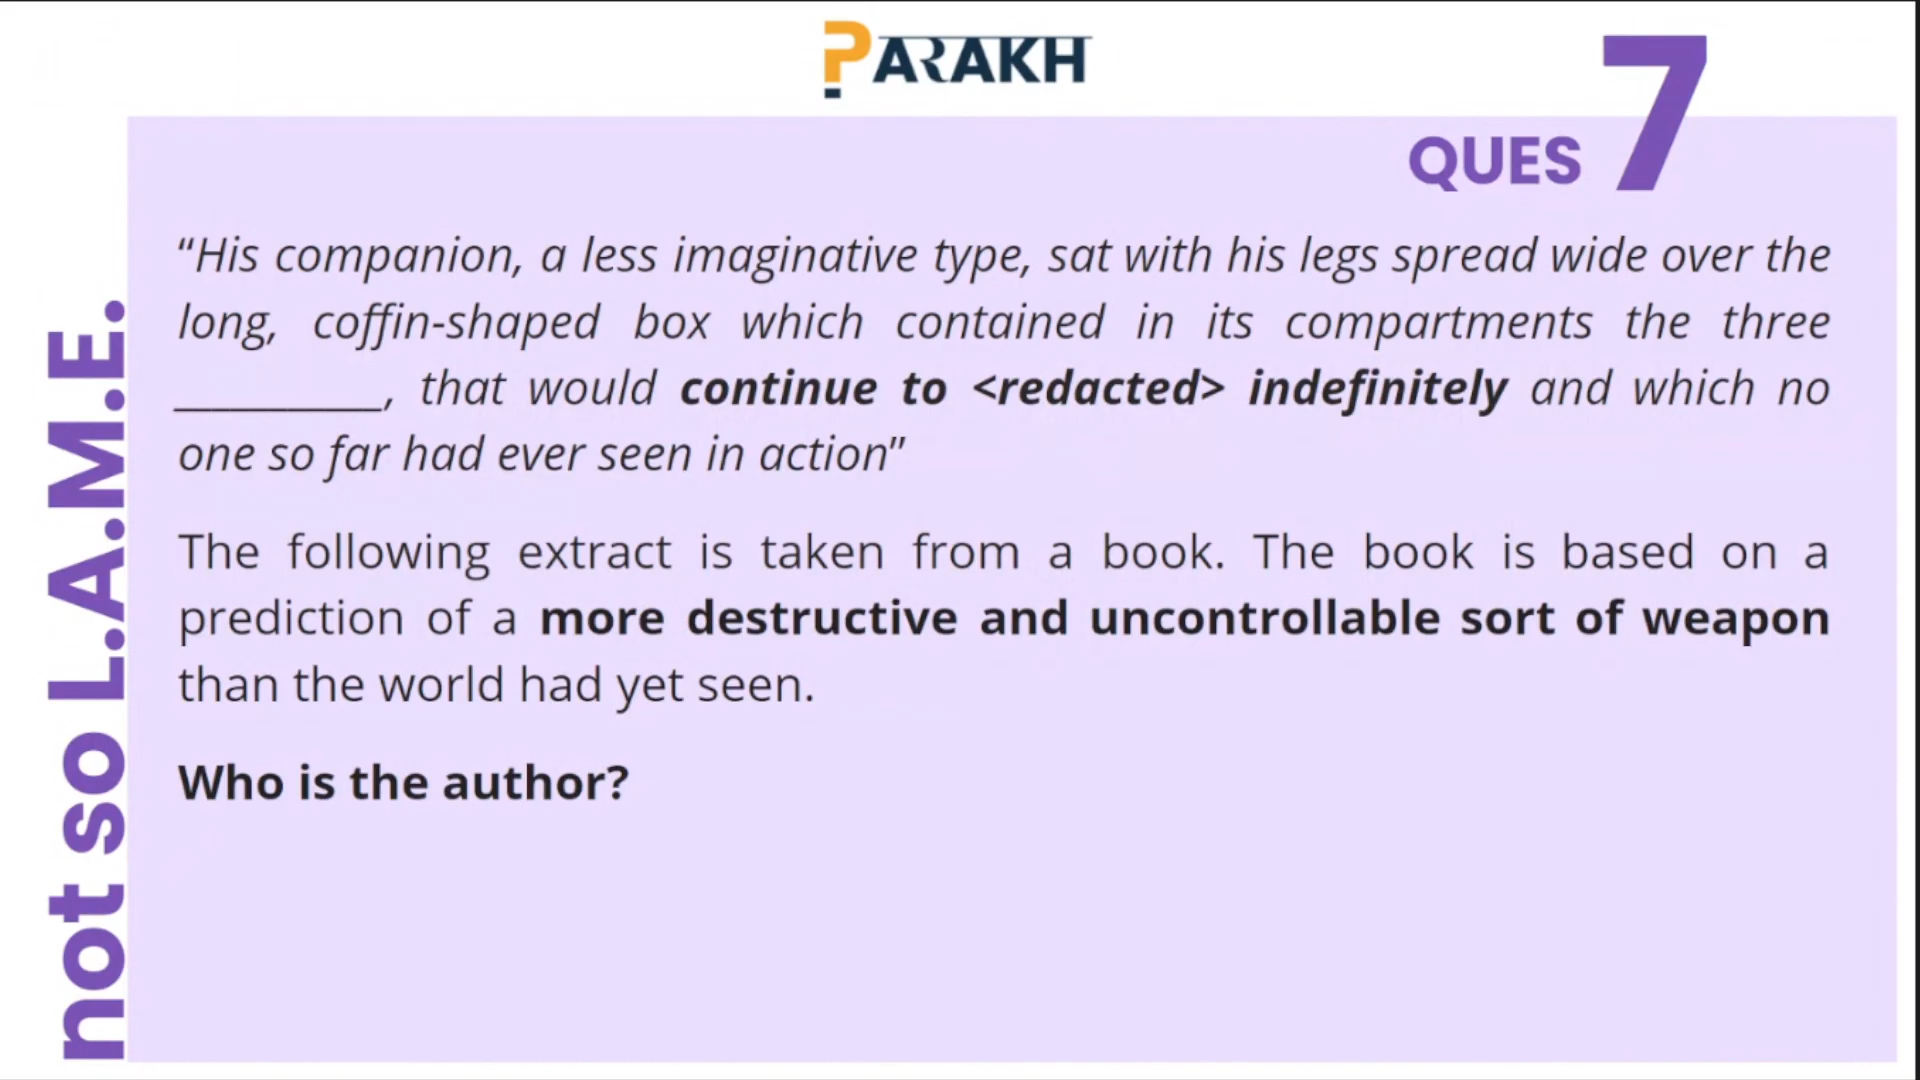 PARAKH
QUES 7
“His companion, a less imaginative type, sat with his legs spread wide over the
long, coffin-shaped box which contained in its compartments the three
__________, that would continue to <redacted> indefinitely and which no
one so far had ever seen in action”
The following extract is taken from a book. The book is based on a
prediction of a more destructive and uncontrollable sort of weapon
than the world had yet seen.
Who is the author?
not so L.A.M.E.